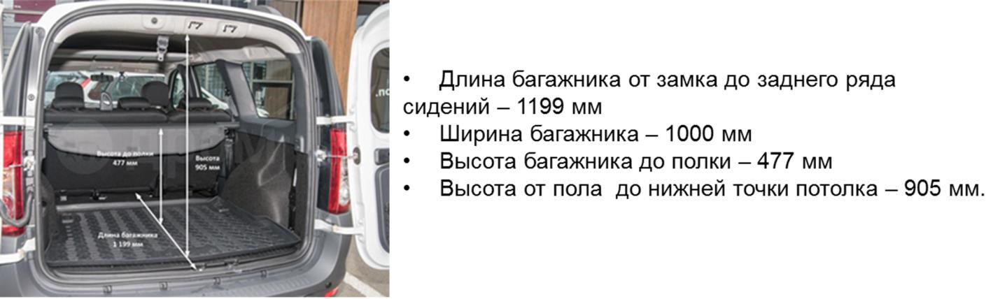 Высота до полки
477 мм
Высота
905 мм
Длина багажника
1 199 мм
• Длина багажника от замка до заднего ряда
сидений – 1199 мм
• Ширина багажника – 1000 мм
• Высота багажника до полки – 477 мм
• Высота от пола  до нижней точки потолка – 905 мм.